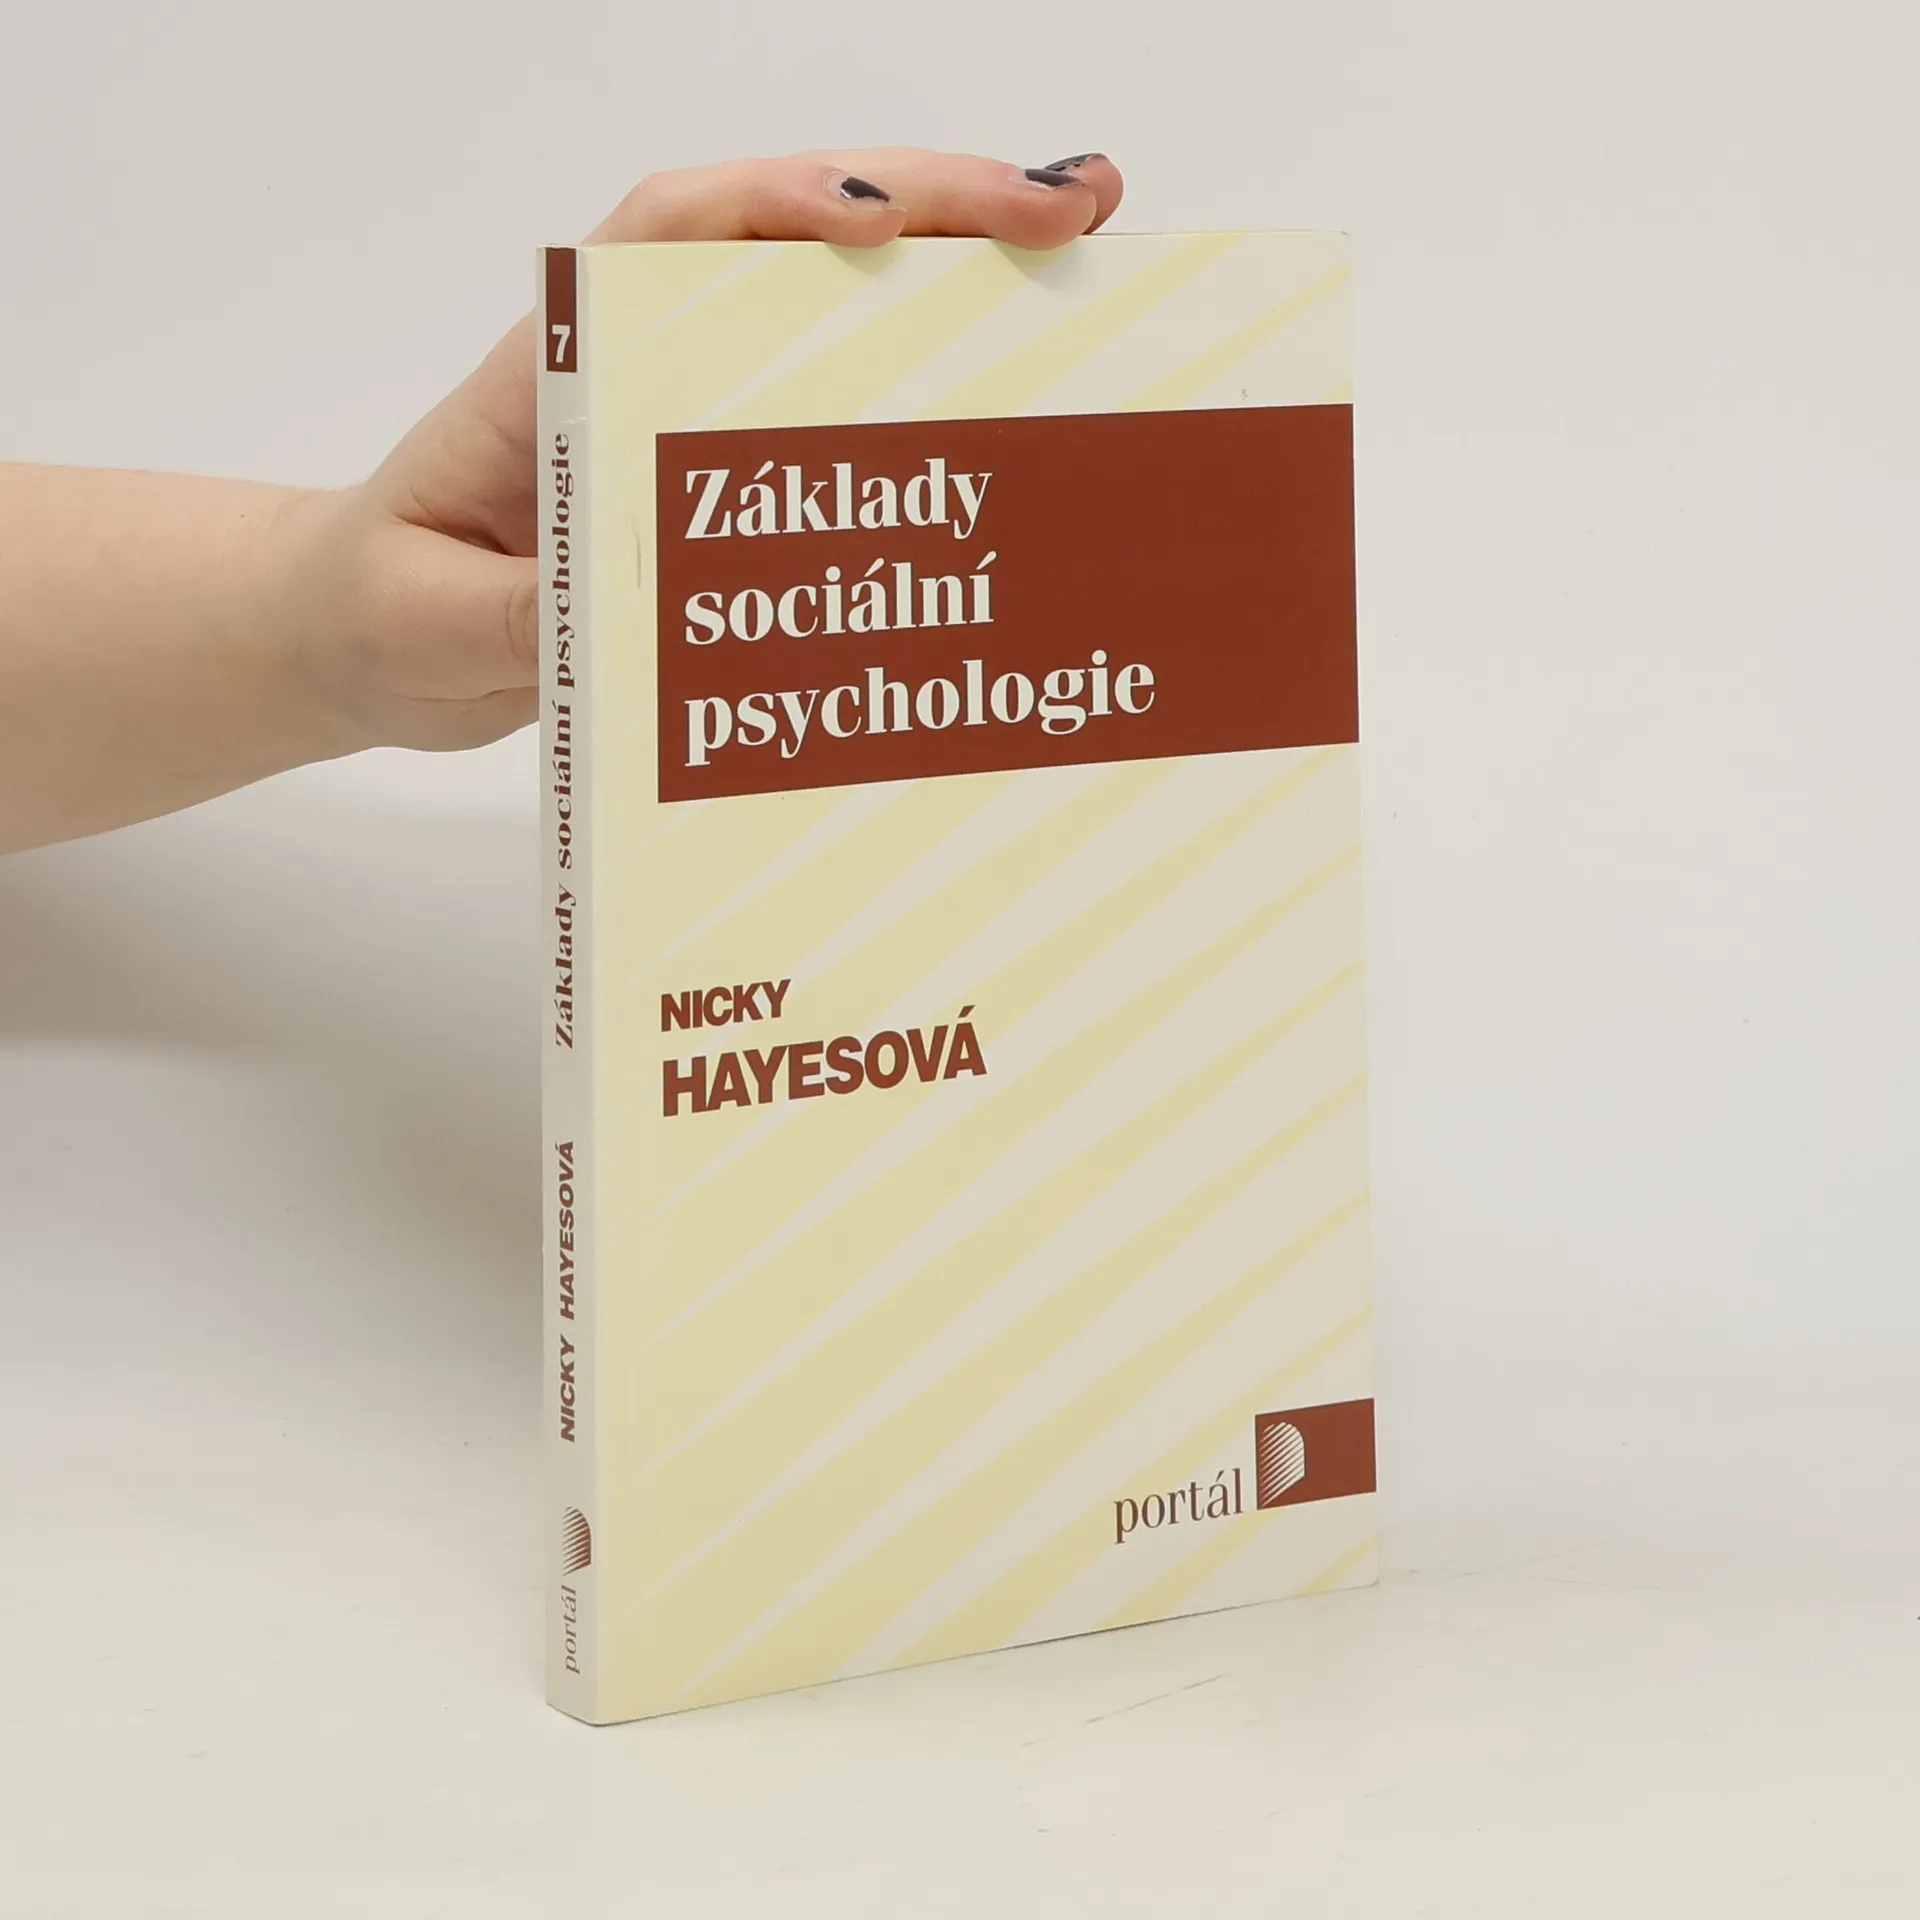 7
Základy sociální psychologie
NICKY HAYESOVÁ
portál
Základy
sociální
psychologie
NICKY
HAYESOVÁ
portál